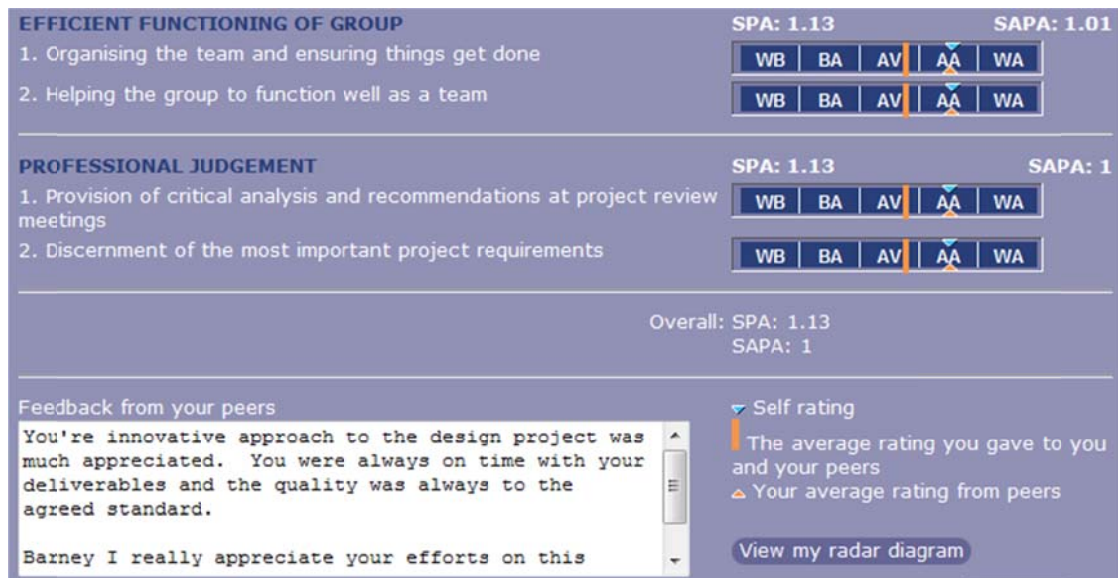 EFFICIENT FUNCTIONING OF GROUP SPA: 1.13 SAPA: 1.01
1. Organising the team and ensuring things get done WB BA AV AA WA
2. Helping the group to function well as a team WB BA AV AA WA
PROFESSIONAL JUDGEMENT SPA: 1.13 SAPA: 1
1. Provision of critical analysis and recommendations at project review WB BA AV AA WA
meetings
2. Discernment of the most important project requirements WB BA AV AA WA
Overall: SPA: 1.13
SAPA: 1
Feedback from your peers
You're innovative approach to the design project was
much appreciated. You were always on time with your
deliverables and the quality was always to the
agreed standard.
Barney I really appreciate your efforts on this
Self rating
The average rating you gave to you
and your peers
Your average rating from peers
View my radar diagram